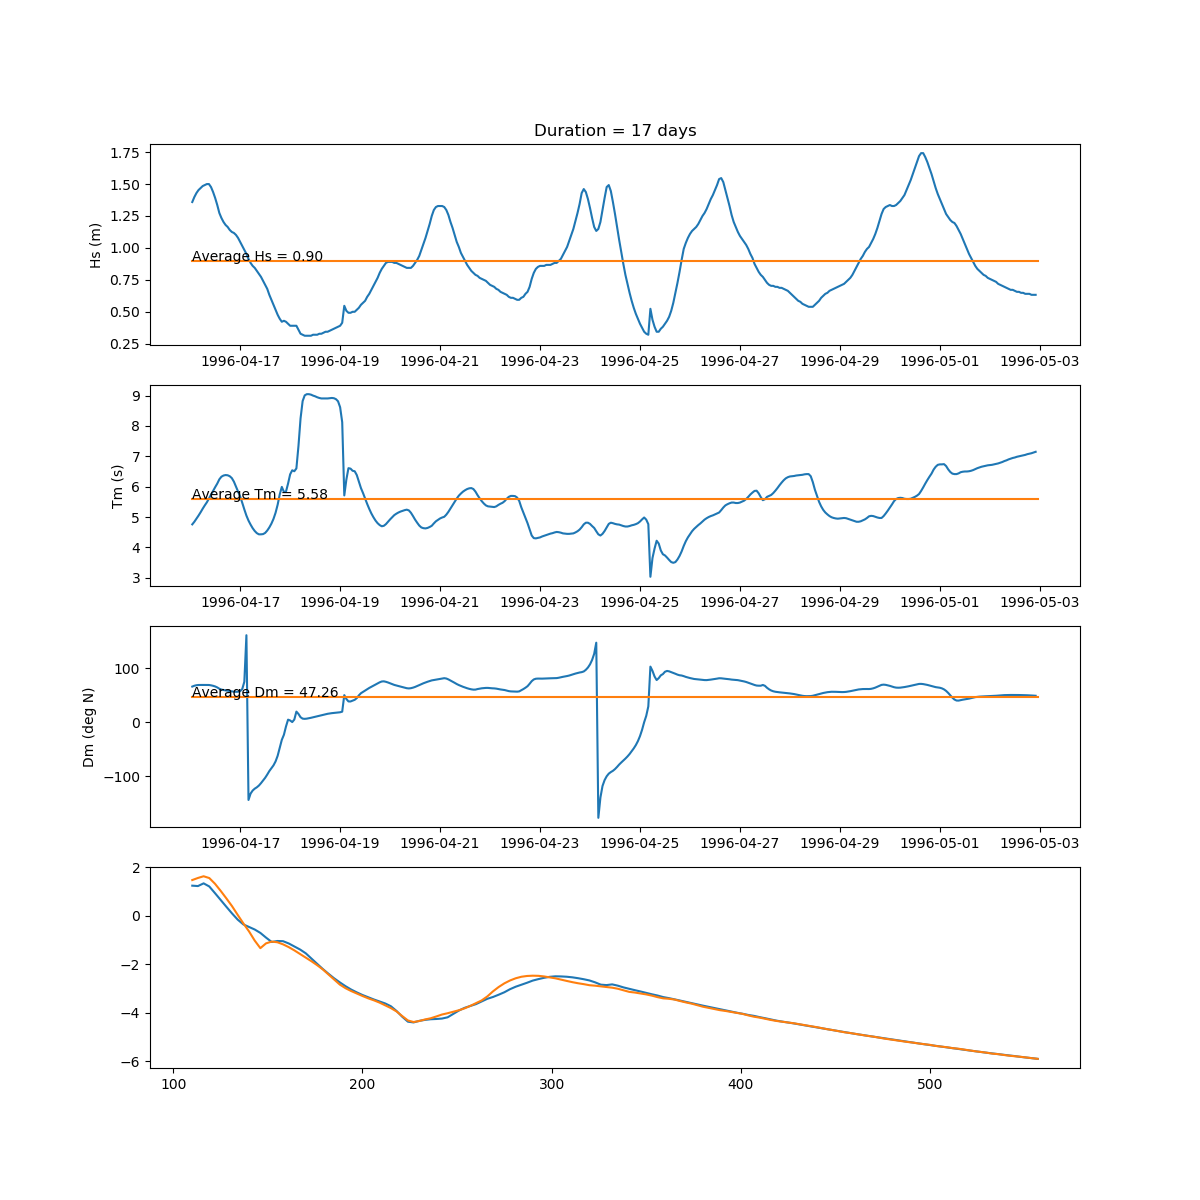 Duration = 17 days
1.75
1.50
1.25
1.00
0.75
0.50
0.25
Hs (m)
Average Hs = 0.90
1996-04-17 1996-04-19 1996-04-21 1996-04-23 1996-04-25 1996-04-27 1996-04-29 1996-05-01 1996-05-03
9
8
7
6
5
4
3
Tm (s)
Average Tm = 5.58
1996-04-17 1996-04-19 1996-04-21 1996-04-23 1996-04-25 1996-04-27 1996-04-29 1996-05-01 1996-05-03
100
0
−100
Dm (deg N)
Average Dm = 47.26
1996-04-17 1996-04-19 1996-04-21 1996-04-23 1996-04-25 1996-04-27 1996-04-29 1996-05-01 1996-05-03
2
0
−2
−4
−6
100 200 300 400 500